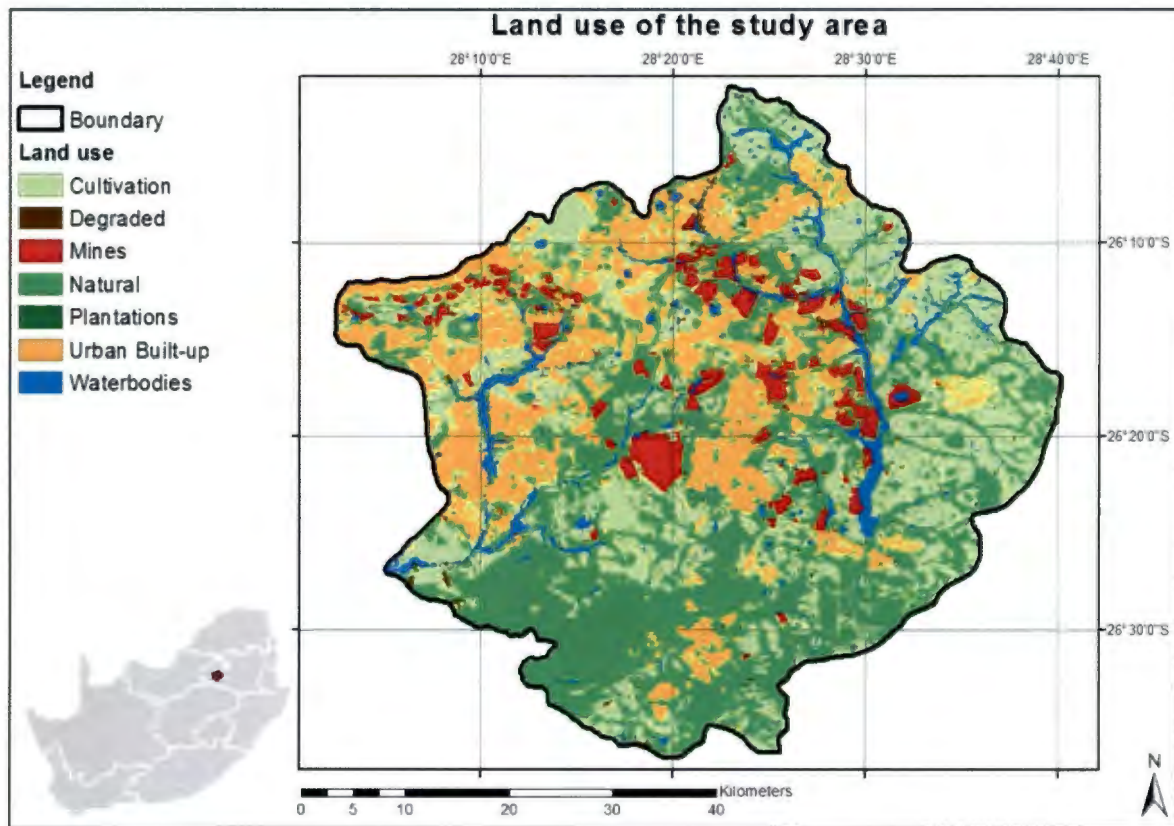 Land use of the study area
Legend
Boundary
Land use
Cultivation
Degraded
Mines
Natural
Plantations
Urban Built-up
Waterbodies
28°10'0"E 28°20'0"E 28°30'0"E 28°40'0"E
26°10'0"S
26°20'0"S
26°30'0"S
N
Kilometers
0 5 10 20 30 40